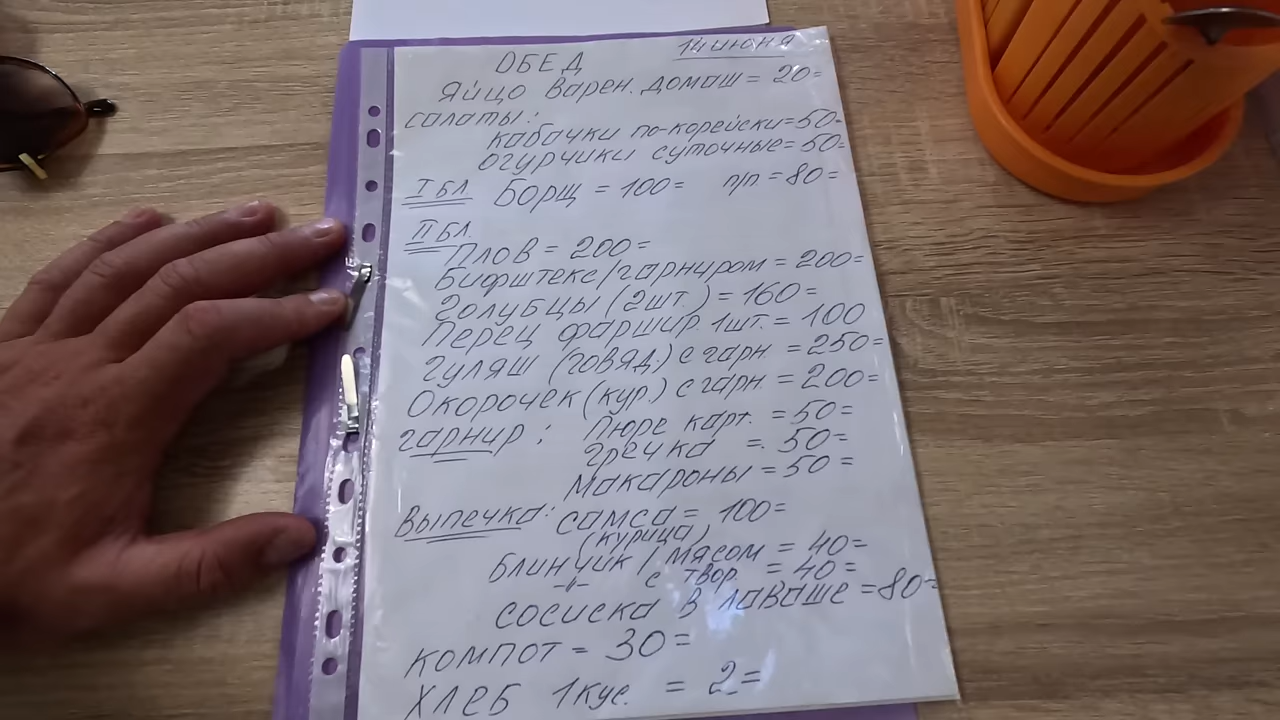 14 июня
ОБЕД
Яйцо варен. домаш = 20=
салаты:
кабачки по-корейски=50=
огурчики суточные=50=
I бл Борщ = 100= п/п = 80=
II бл.
Плов = 200=
Бифштекс/гарниром = 200=
Голубцы (2шт.) = 160=
Перец фаршир. 1шт. = 100
Гуляш (говяд.) с гарн = 250=
Окорочек (кур.) с гарн. = 200=
гарнир: Пюре карт. = 50=
гречка = 50=
макароны = 50=
Выпечка: самса = 100=
(курица)
Блинчик / мясом = 40=
-"- с твор. = 40=
сосиска в лаваше = 80=
компот = 30=
хлеб 1 кус. = 2=